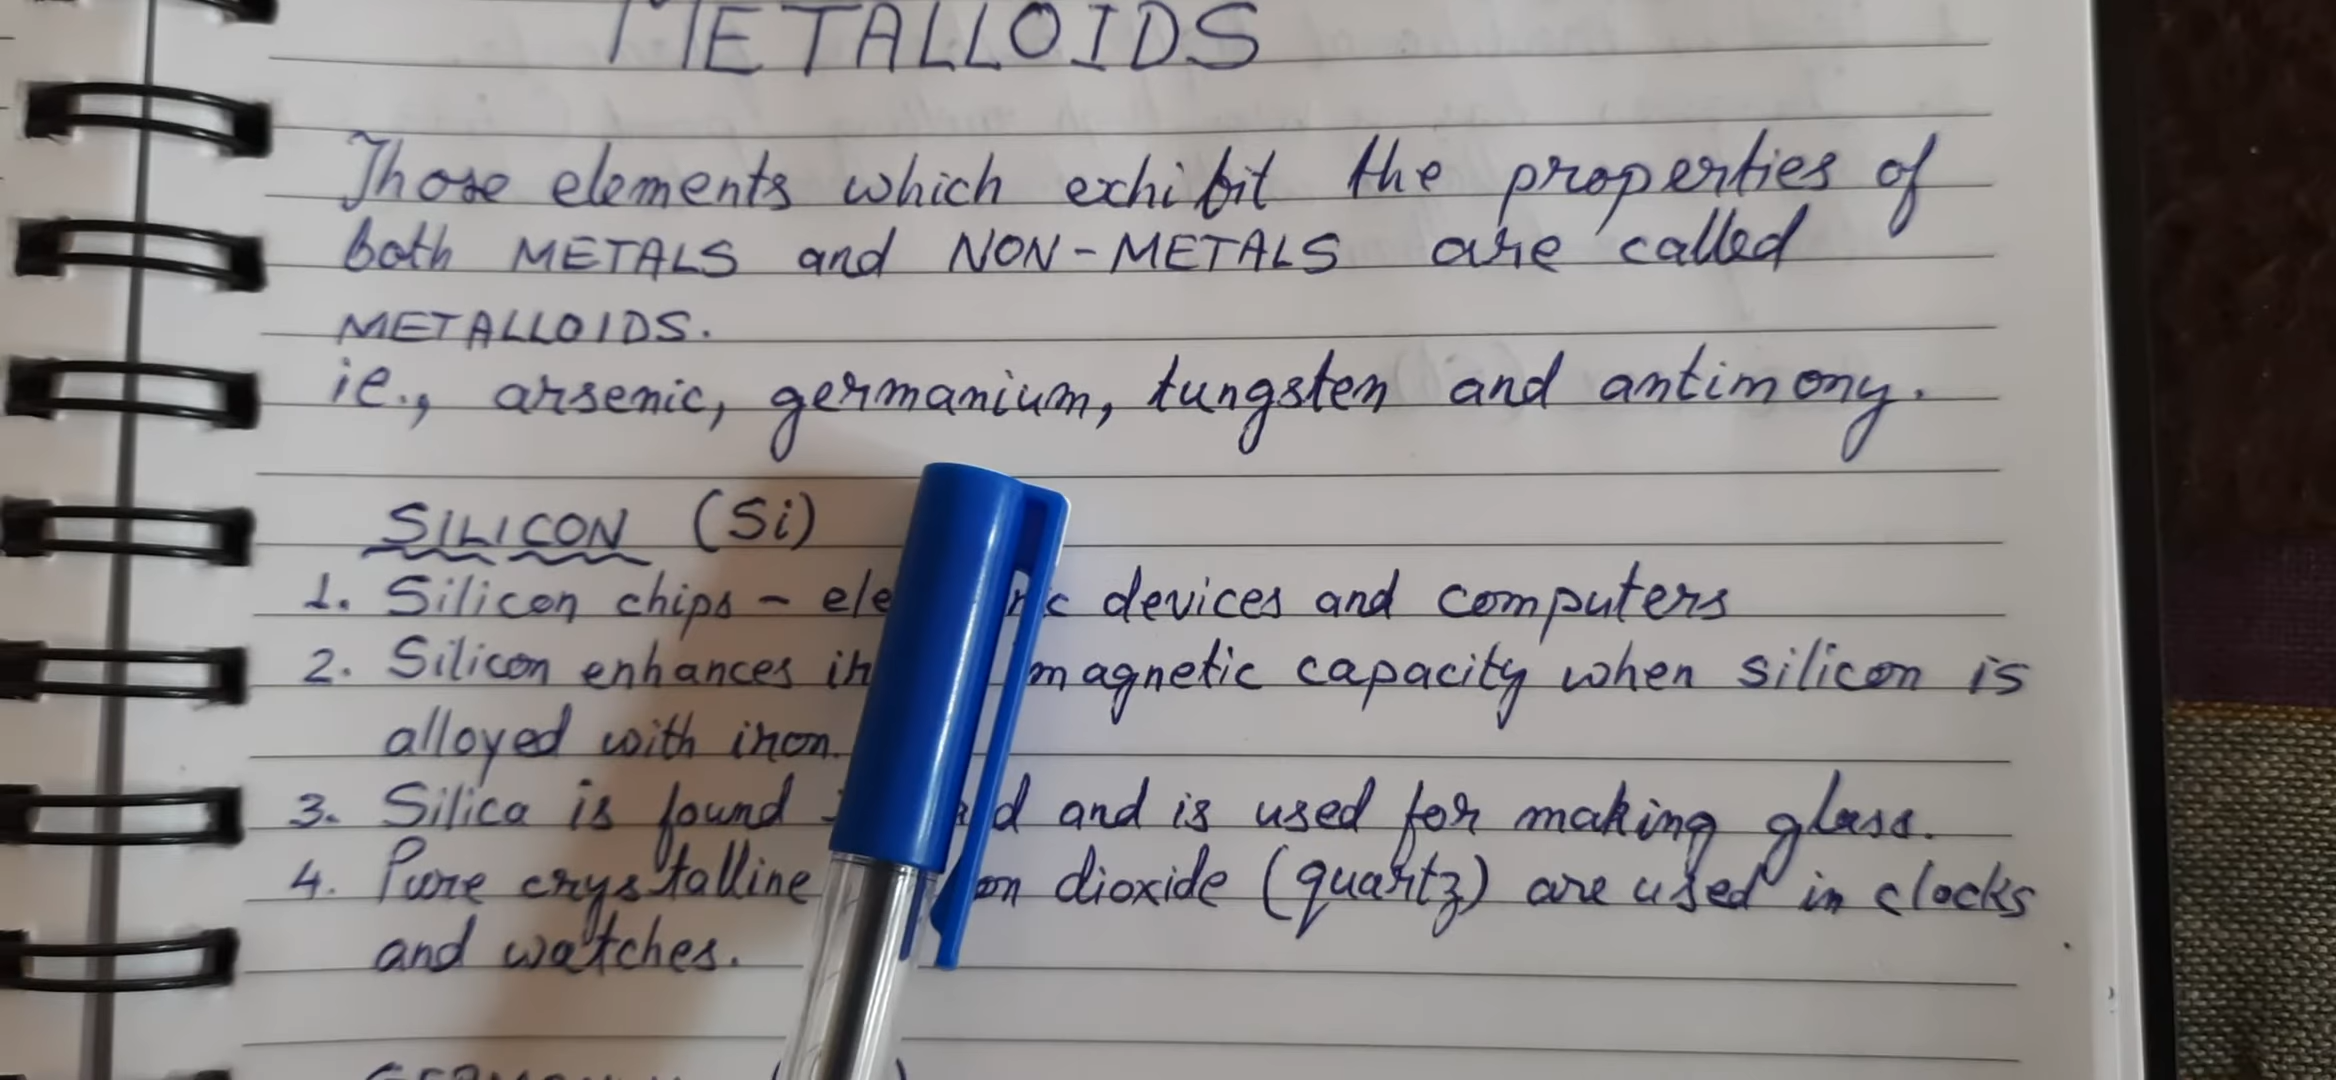 METALLOIDS
Those elements which exhibit the properties of
both METALS and NON-METALS are called
METALLOIDS.
ie., arsenic, germanium, tungsten and antimony.
SILICON (Si)
1. Silicon chips - devices and computers
2. Silicon enhances magnetic capacity when silicon is
alloyed with iron.
3. Silica is found and is used for making glass.
4. Pure crystalline dioxide (quartz) are used in clocks
and watches.